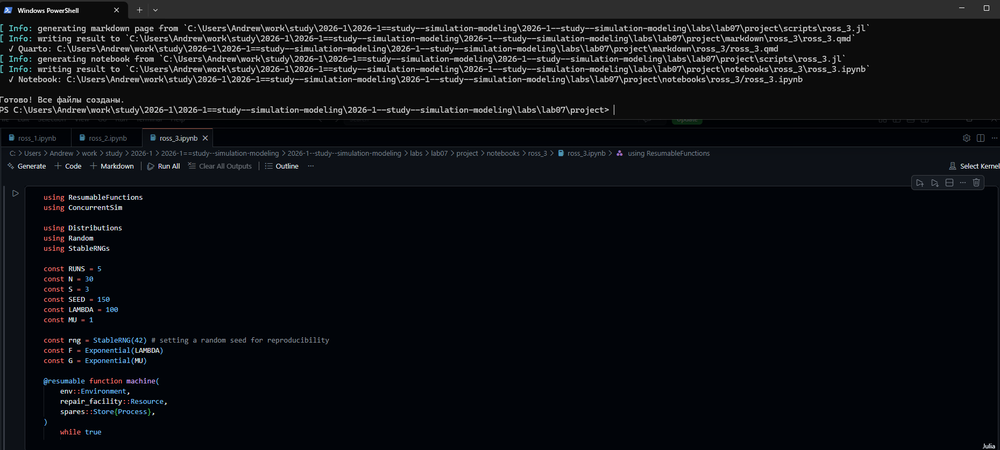 Windows PowerShell
[ Info: generating markdown page from `C:\Users\Andrew\work\study\2026-1\2026-1==study--simulation-modeling\2026-1--study--simulation-modeling\labs\lab07\project\scripts\ross_3.jl`
[ Info: writing result to `C:\Users\Andrew\work\study\2026-1\2026-1==study--simulation-modeling\2026-1--study--simulation-modeling\labs\lab07\project\markdown\ross_3\ross_3.qmd`
✓ Quarto: C:\Users\Andrew\work\study\2026-1\2026-1==study--simulation-modeling\2026-1--study--simulation-modeling\labs\lab07\project\markdown\ross_3/ross_3.qmd
[ Info: generating notebook from `C:\Users\Andrew\work\study\2026-1\2026-1==study--simulation-modeling\2026-1--study--simulation-modeling\labs\lab07\project\scripts\ross_3.jl`
[ Info: writing result to `C:\Users\Andrew\work\study\2026-1\2026-1==study--simulation-modeling\2026-1--study--simulation-modeling\labs\lab07\project\notebooks\ross_3\ross_3.ipynb`
✓ Notebook: C:\Users\Andrew\work\study\2026-1\2026-1==study--simulation-modeling\2026-1--study--simulation-modeling\labs\lab07\project\notebooks\ross_3/ross_3.ipynb
Готово! Все файлы созданы.
PS C:\Users\Andrew\work\study\2026-1\2026-1==study--simulation-modeling\2026-1--study--simulation-modeling\labs\lab07\project>
Update
ross_1.ipynb ross_2.ipynb ross_3.ipynb
C: > Users > Andrew > work > study > 2026-1 > 2026-1==study--simulation-modeling > 2026-1--study--simulation-modeling > labs > lab07 > project > notebooks > ross_3 > ross_3.ipynb > using ResumableFunctions
Generate + Code + Markdown Run All Clear All Outputs Outline ... Select Kernel
using ResumableFunctions
using ConcurrentSim
using Distributions
using Random
using StableRNGs
const RUNS = 5
const N = 30
const S = 3
const SEED = 150
const LAMBDA = 100
const MU = 1
const rng = StableRNG(42) # setting a random seed for reproducibility
const F = Exponential(LAMBDA)
const G = Exponential(MU)
@resumable function machine(
env::Environment,
repair_facility::Resource,
spares::Store{Process},
)
while true
Julia